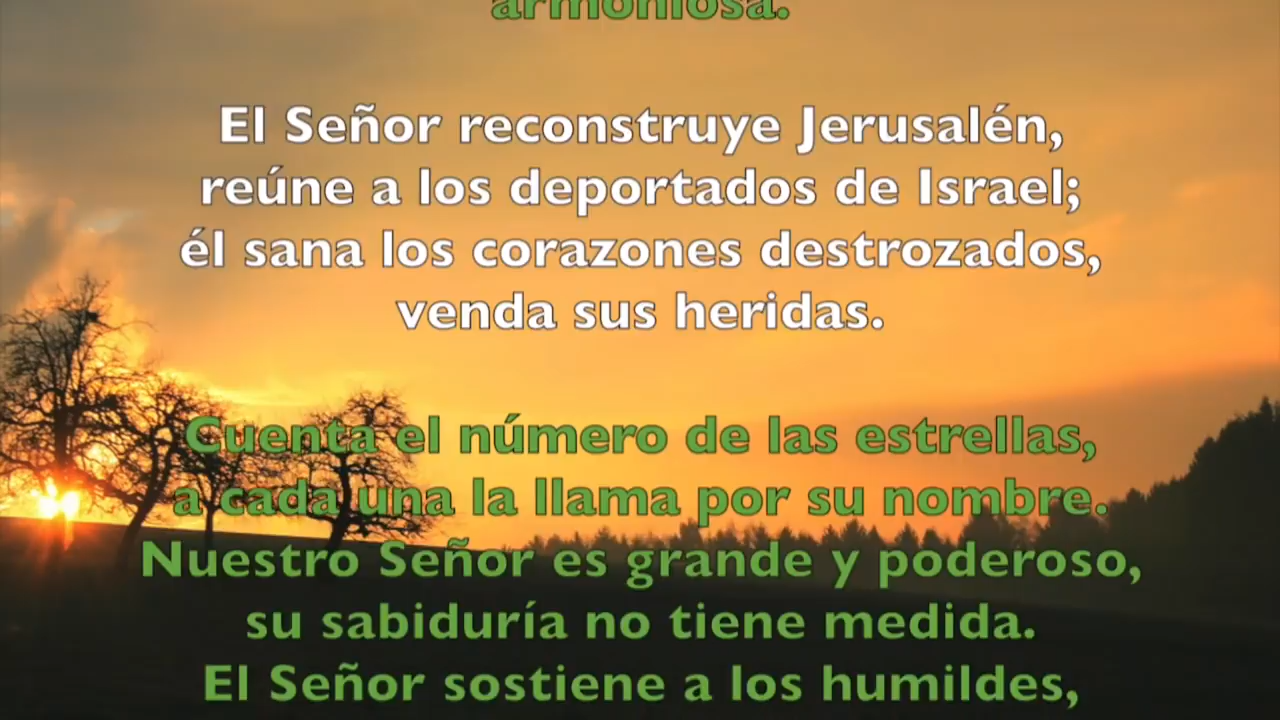 armoniosa.
El Señor reconstruye Jerusalén,
reúne a los deportados de Israel;
él sana los corazones destrozados,
venda sus heridas.
Cuenta el número de las estrellas,
a cada una la llama por su nombre.
Nuestro Señor es grande y poderoso,
su sabiduría no tiene medida.
El Señor sostiene a los humildes,